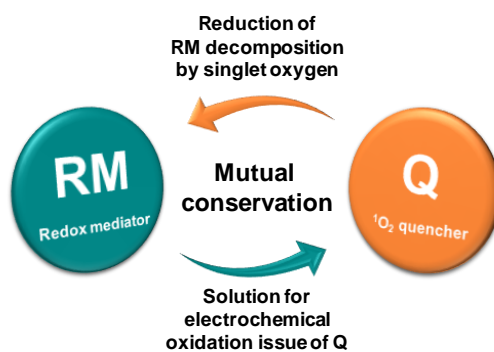 Reduction of
RM decomposition
by singlet oxygen
RM
Redox mediator
Mutual
conservation
Q
¹O₂ quencher
Solution for
electrochemical
oxidation issue of Q